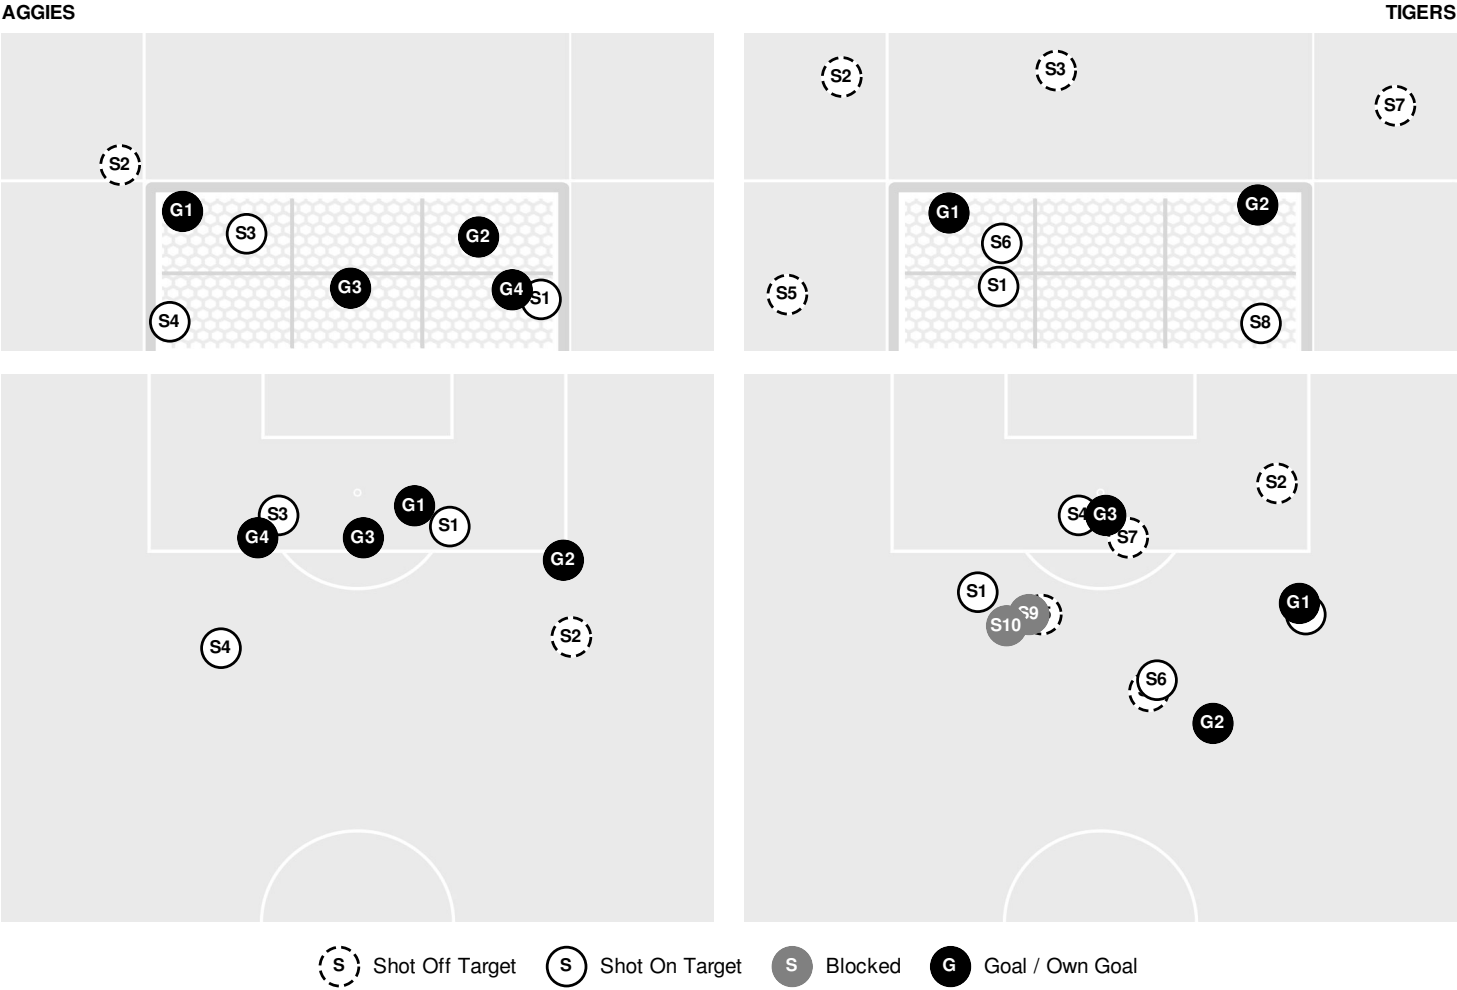 AGGIES
TIGERS
S2
G1
S3
G2
G3
G4
S1
S4
S2
S3
S7
G1
G2
S6
S1
S5
S8
G1
S3
S1
G4
G3
G2
S2
S4
S2
S4
G3
S7
S1
G1
S9
S10
S6
G2
S Shot Off Target S Shot On Target S Blocked G Goal / Own Goal